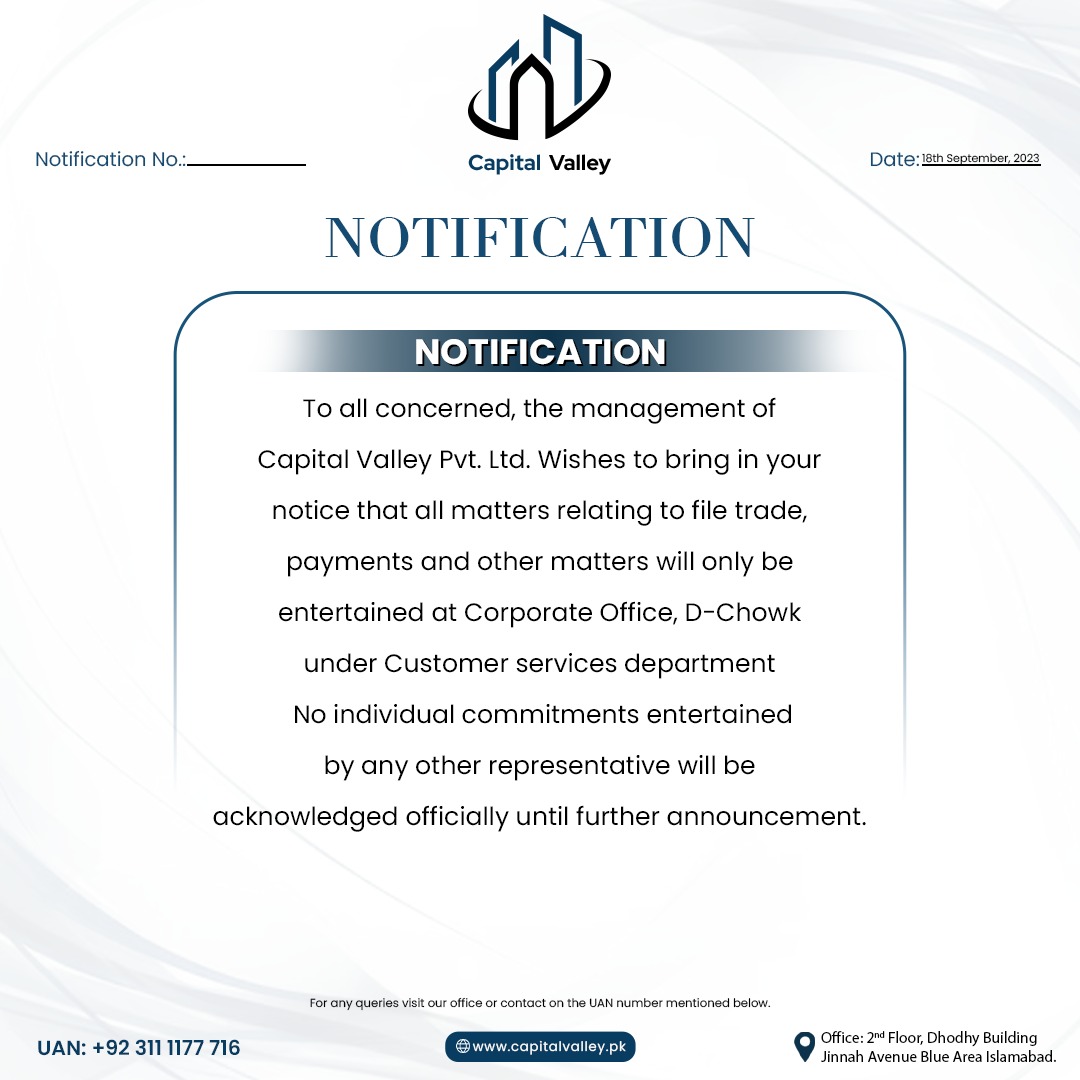 Capital Valley
Notification No.:
Date: 18th September, 2023
NOTIFICATION
NOTIFICATION
To all concerned, the management of
Capital Valley Pvt. Ltd. Wishes to bring in your
notice that all matters relating to file trade,
payments and other matters will only be
entertained at Corporate Office, D-Chowk
under Customer services department
No individual commitments entertained
by any other representative will be
acknowledged officially until further announcement.
For any queries visit our office or contact on the UAN number mentioned below.
UAN: +92 311 1177 716
www.capitalvalley.pk
Office: 2nd Floor, Dhodhy Building
Jinnah Avenue Blue Area Islamabad.